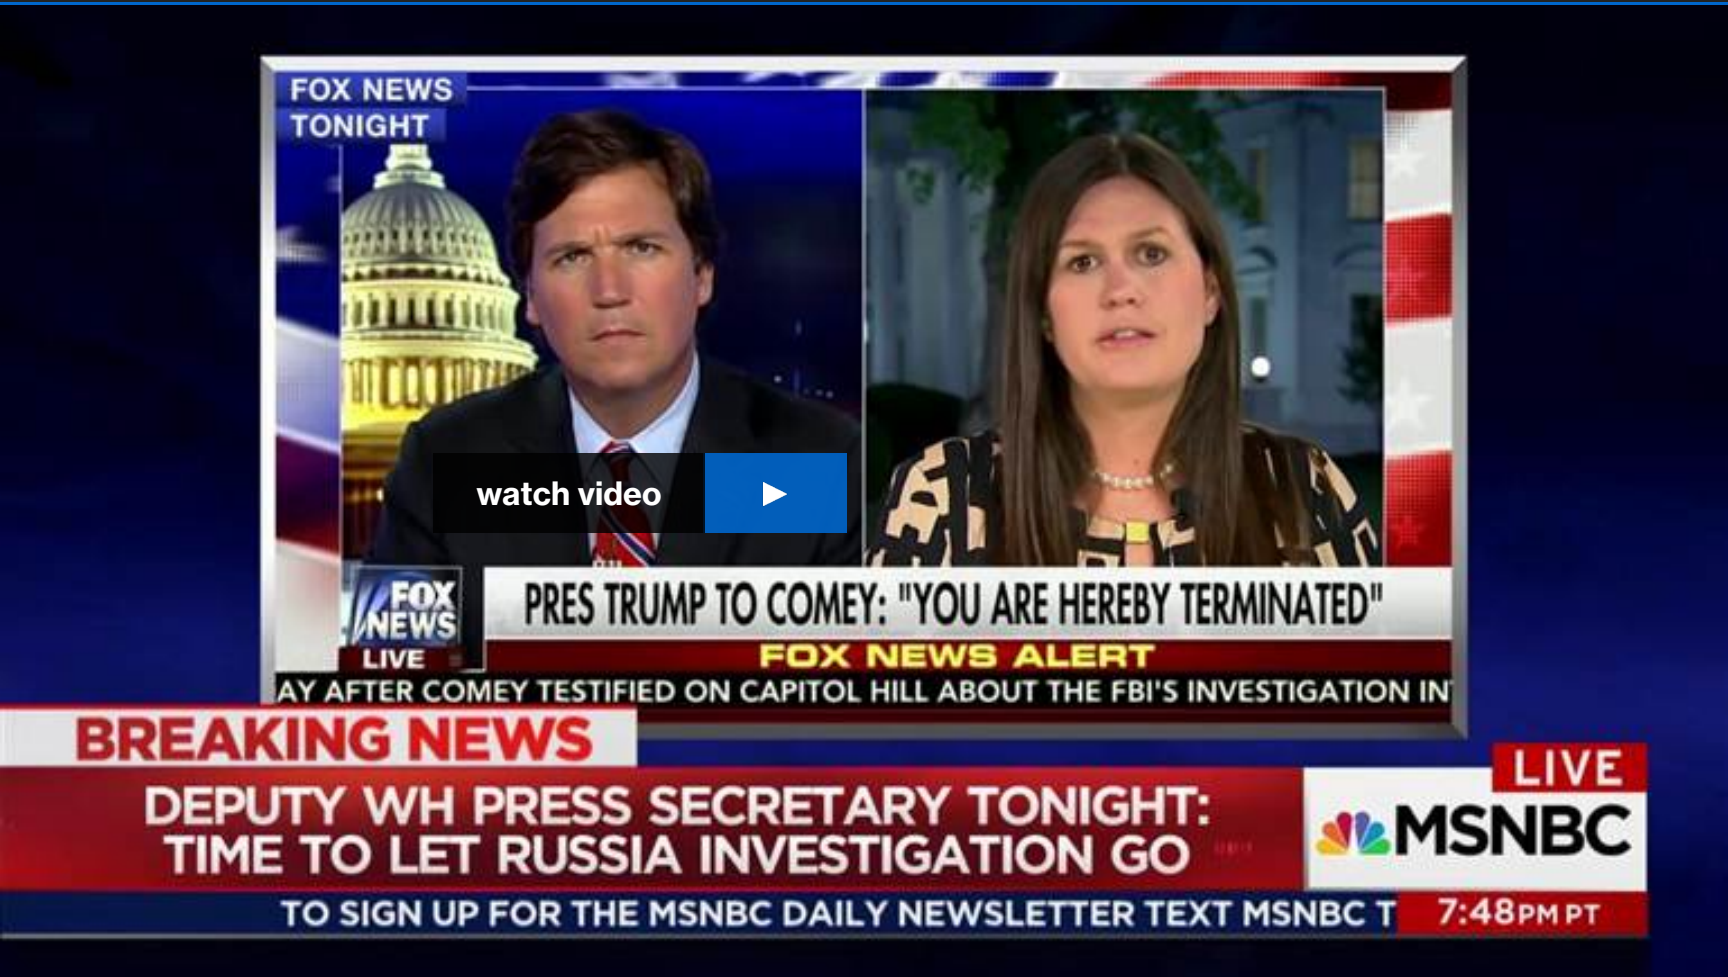 FOX NEWS
TONIGHT
watch video
FOX
NEWS
LIVE
PRES TRUMP TO COMEY: "YOU ARE HEREBY TERMINATED"
FOX NEWS ALERT
AY AFTER COMEY TESTIFIED ON CAPITOL HILL ABOUT THE FBI'S INVESTIGATION IN
BREAKING NEWS
LIVE
DEPUTY WH PRESS SECRETARY TONIGHT:
TIME TO LET RUSSIA INVESTIGATION GO
MSNBC
TO SIGN UP FOR THE MSNBC DAILY NEWSLETTER TEXT MSNBC T
7:48PM PT